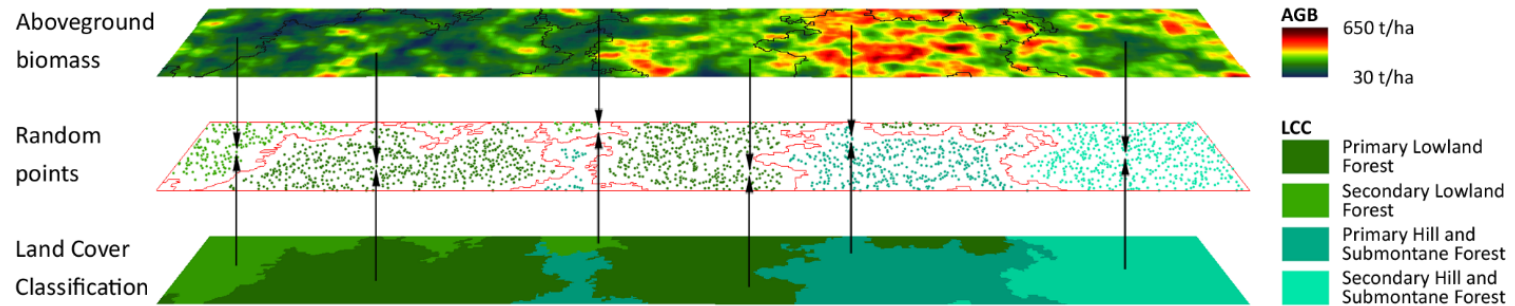 Aboveground
biomass
Random
points
Land Cover
Classification
AGB
650 t/ha
30 t/ha
LCC
Primary Lowland
Forest
Secondary Lowland
Forest
Primary Hill and
Submontane Forest
Secondary Hill and
Submontane Forest